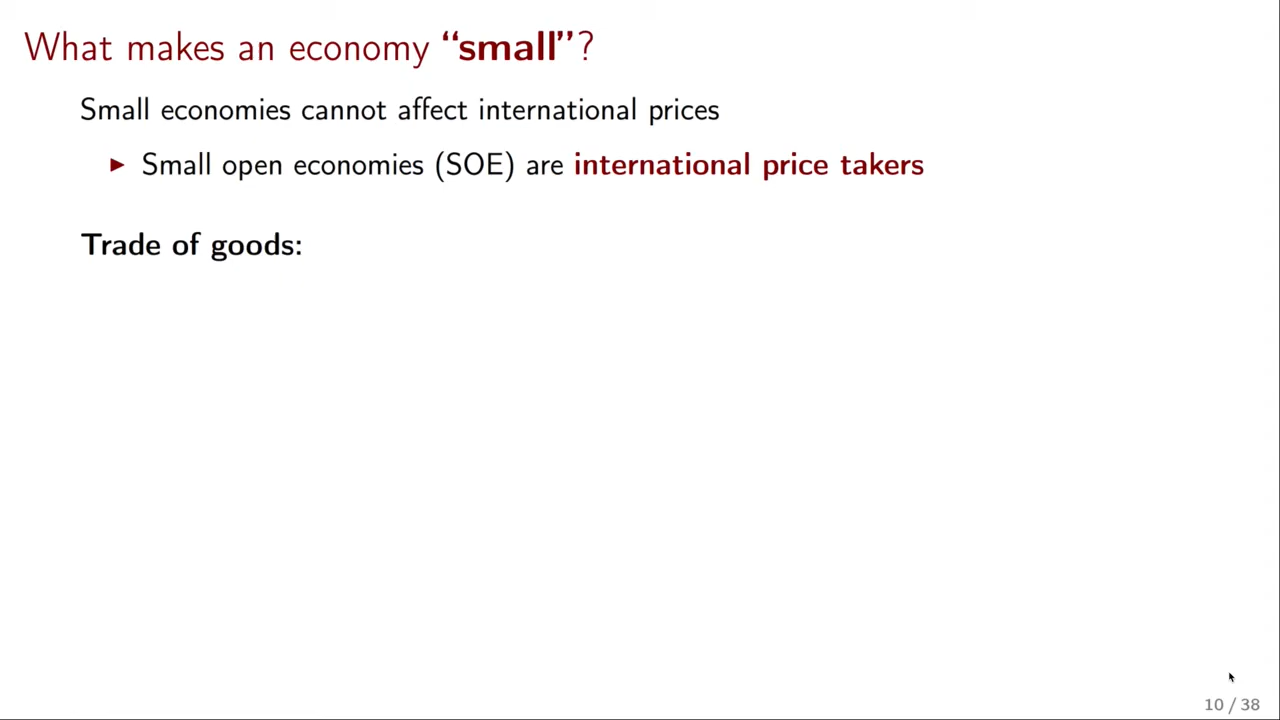 What makes an economy “small”?
Small economies cannot affect international prices
▶ Small open economies (SOE) are international price takers
Trade of goods:
10 / 38